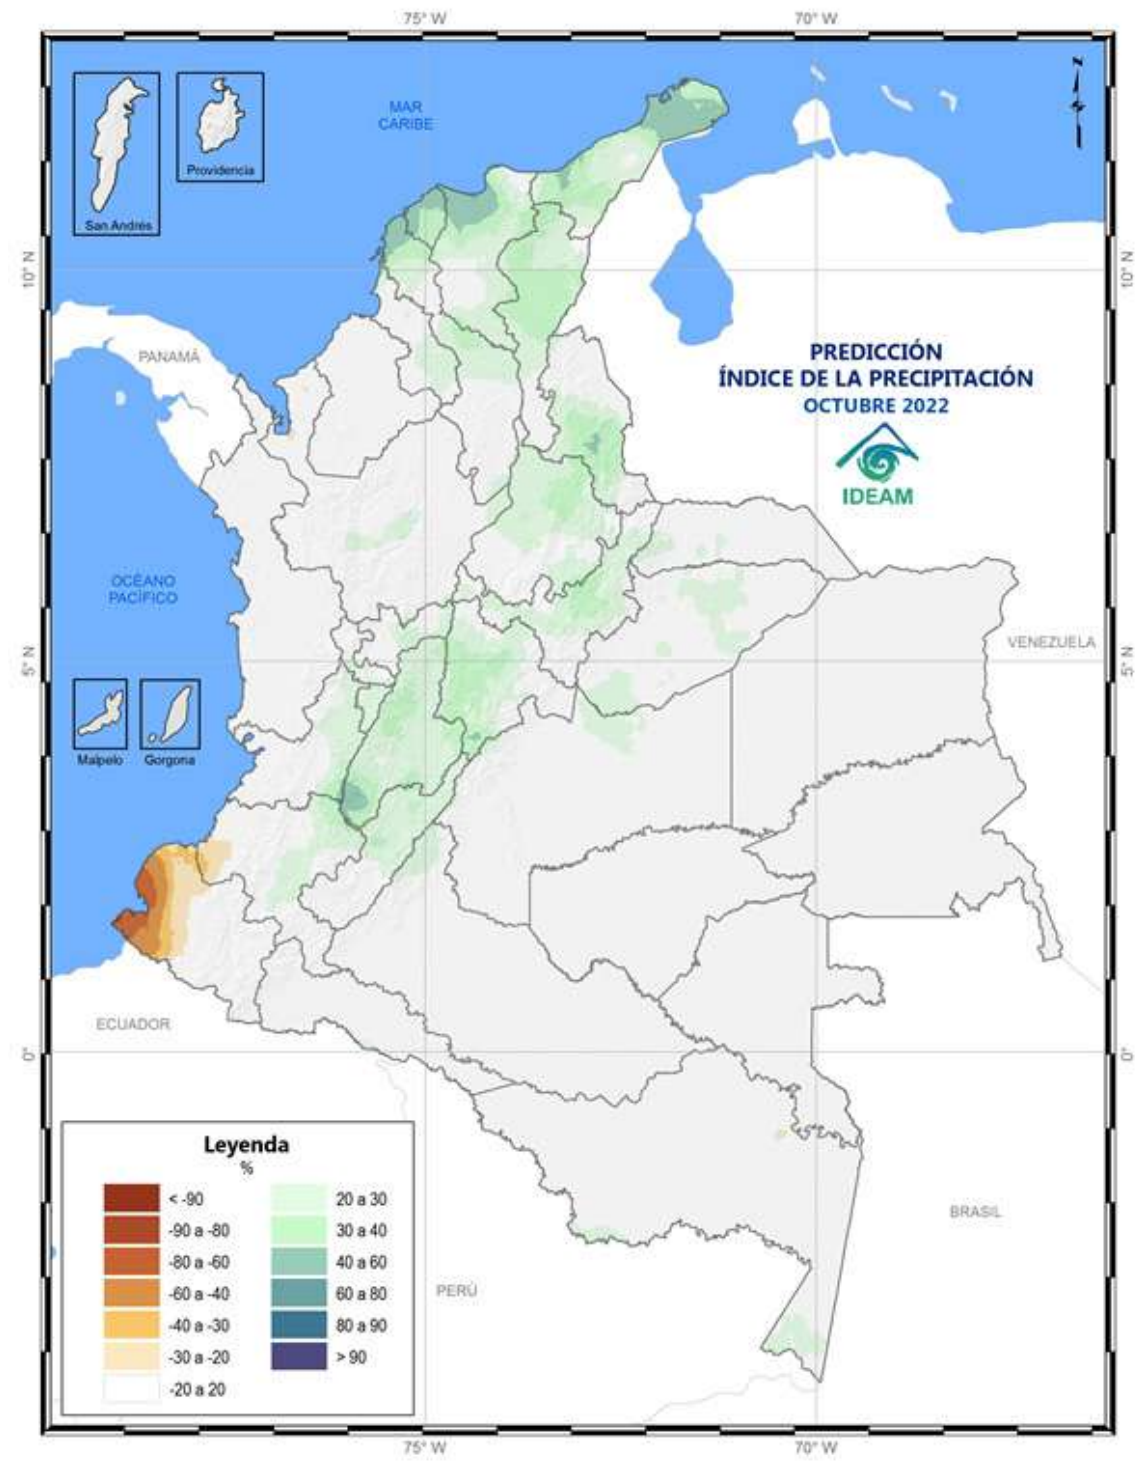 75° W
70° W
N
MAR
CARIBE
San Andrés
Providencia
10° N
10° N
PANAMÁ
PREDICCIÓN
ÍNDICE DE LA PRECIPITACIÓN
OCTUBRE 2022
IDEAM
OCÉANO
PACÍFICO
VENEZUELA
5° N
5° N
Malpelo
Gorgona
ECUADOR
0°
0°
Leyenda
%
< -90
-90 a -80
-80 a -60
-60 a -40
-40 a -30
-30 a -20
-20 a 20
20 a 30
30 a 40
40 a 60
60 a 80
80 a 90
> 90
BRASIL
PERÚ
75° W
70° W